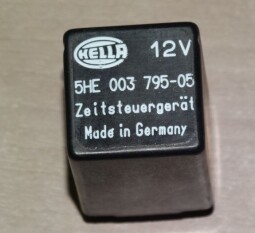 HELLA 12V
5HE 003 795-05
Zeitsteuergerät
Made in Germany